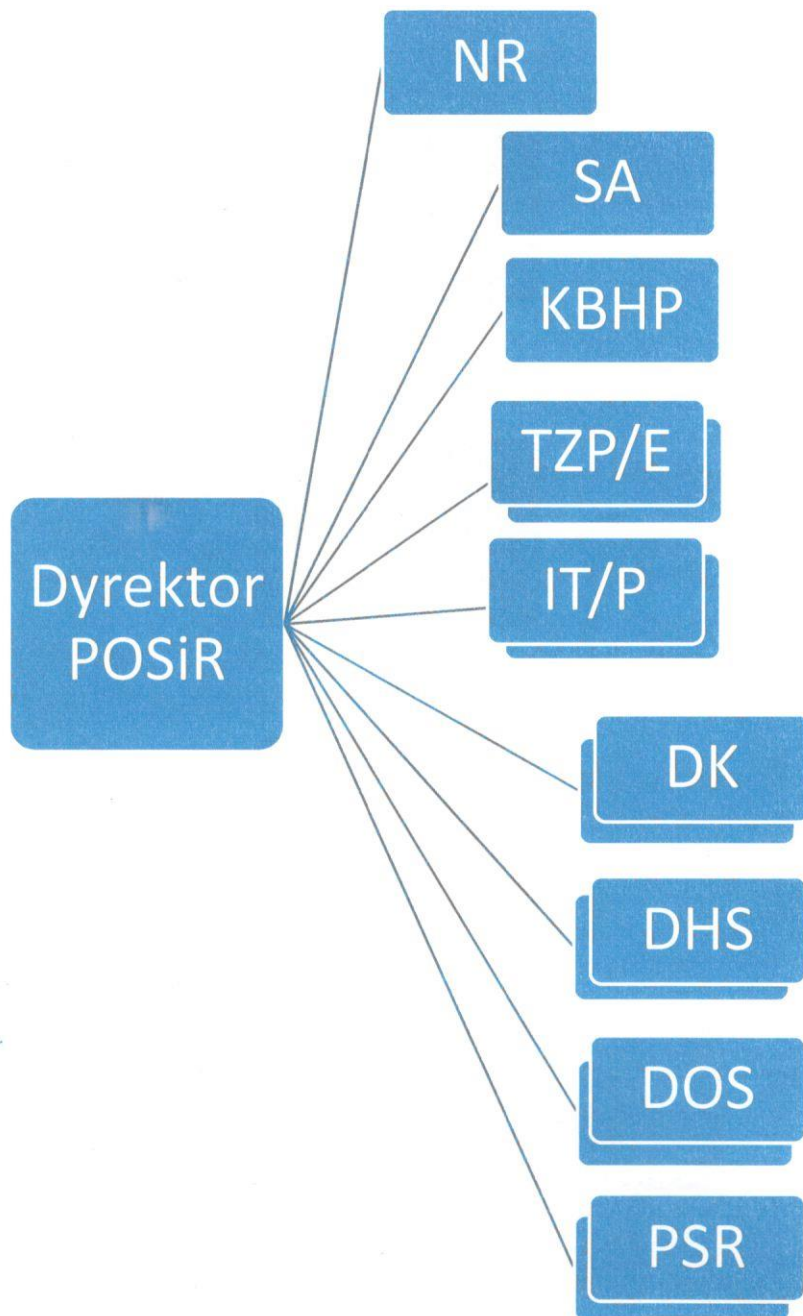 NR
SA
KBHP
TZP/E
Dyrektor
POSiR
IT/P
DK
DHS
DOS
PSR